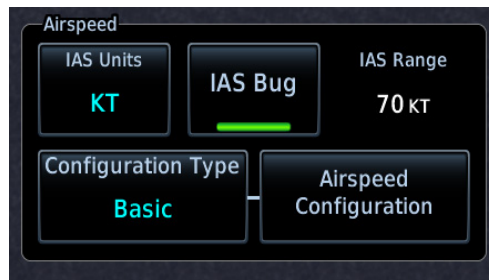 Airspeed
IAS Units
KT
IAS Bug
IAS Range
70 KT
Configuration Type
Basic
Airspeed
Configuration